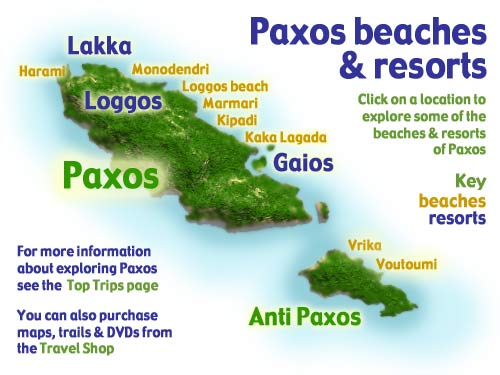 Paxos beaches
& resorts
Lakka
Harami
Monodendri
Loggos beach
Loggos
Marmari
Kipadi
Kaka Lagada
Gaios
Paxos
Click on a location to
explore some of the
beaches & resorts
of Paxos
Key
beaches
resorts
Vrika
Voutoumi
Anti Paxos
For more information
about exploring Paxos
see the Top Trips page
You can also purchase
maps, trails & DVDs from
the Travel Shop